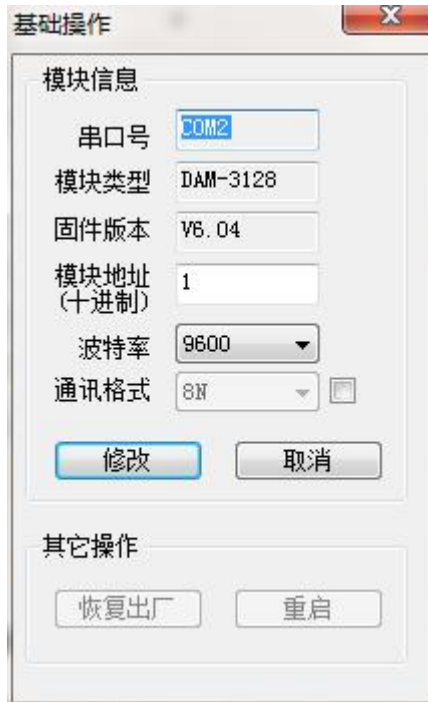 基础操作
模块信息
串口号 COM2
模块类型 DAM-3128
固件版本 V6.04
模块地址
(十进制) 1
波特率 9600
通讯格式 8N
修改 取消
其它操作
恢复出厂 重启